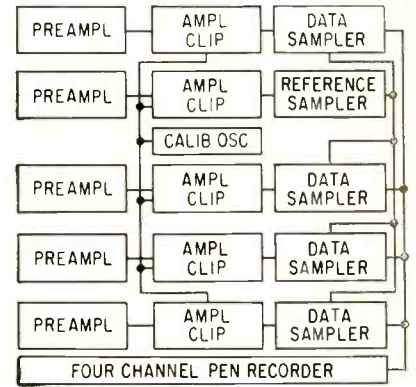 PREAMPL
AMPL
CLIP
DATA
SAMPLER
PREAMPL
AMPL
CLIP
REFERENCE
SAMPLER
CALIB OSC
PREAMPL
AMPL
CLIP
DATA
SAMPLER
PREAMPL
AMPL
CLIP
DATA
SAMPLER
PREAMPL
AMPL
CLIP
DATA
SAMPLER
FOUR CHANNEL PEN RECORDER